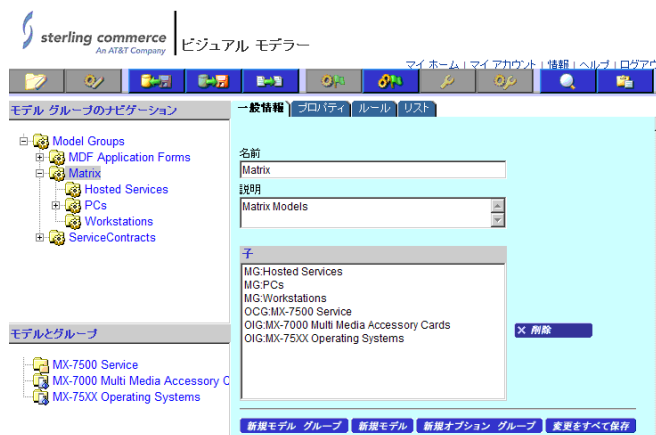 sterling commerce
An AT&T Company
ビジュアル モデラー
マイ ホーム | マイ アカウント | 情報 | ヘルプ | ログアウ
モデル グループのナビゲーション
一般情報 プロパティ ルール リスト
Model Groups
MDF Application Forms
Matrix
Hosted Services
PCs
Workstations
ServiceContracts
名前
Matrix
説明
Matrix Models
子
MG:Hosted Services
MG:PCs
MG:Workstations
OCG:MX-7500 Service
OIG:MX-7000 Multi Media Accessory Cards
OIG:MX-75XX Operating Systems
× 削除
モデルとグループ
MX-7500 Service
MX-7000 Multi Media Accessory C
MX-75XX Operating Systems
新規モデル グループ 新規モデル 新規オプション グループ 変更をすべて保存